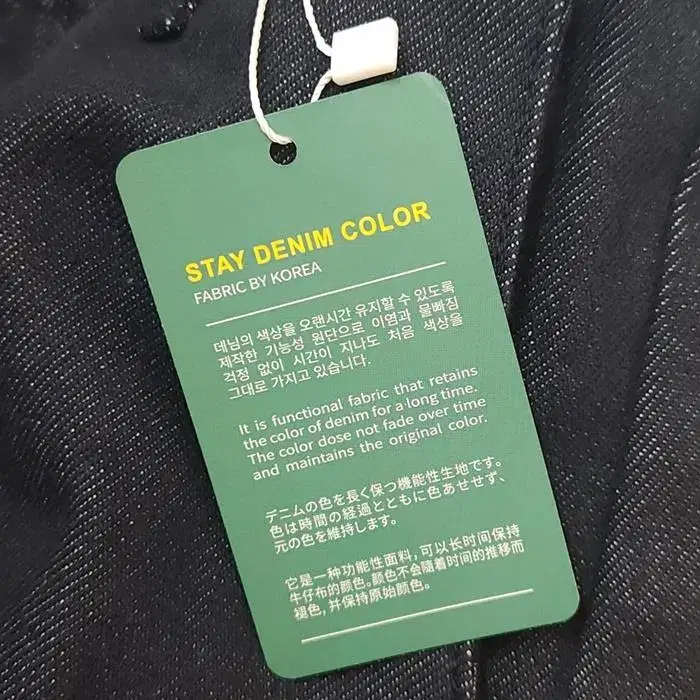 STAY DENIM COLOR
FABRIC BY KOREA
데님의 색상을 오랜시간 유지할 수 있도록
제작한 기능성 원단으로 이염과 물빠짐
걱정 없이 시간이 지나도 처음 색상을
그대로 가지고 있습니다.
It is functional fabric that retains
the color of denim for a long time.
The color dose not fade over time
and maintains the original color.
デニムの色を長く保つ機能性生地です。
色は時間の経過とともに色あせせず、
元の色を維持します。
它是一种功能性面料,可以长时间保持
牛仔布的颜色。颜色不会随着时间的推移而
褪色,并保持原始颜色。